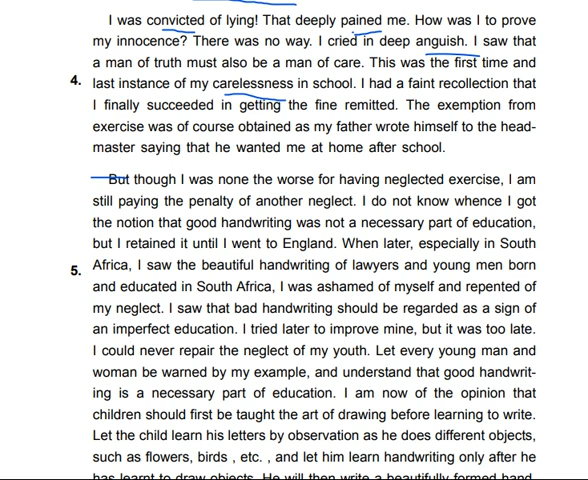 I was convicted of lying! That deeply pained me. How was I to prove
my innocence? There was no way. I cried in deep anguish. I saw that
a man of truth must also be a man of care. This was the first time and
4. last instance of my carelessness in school. I had a faint recollection that
I finally succeeded in getting the fine remitted. The exemption from
exercise was of course obtained as my father wrote himself to the head-
master saying that he wanted me at home after school.
But though I was none the worse for having neglected exercise, I am
still paying the penalty of another neglect. I do not know whence I got
the notion that good handwriting was not a necessary part of education,
but I retained it until I went to England. When later, especially in South
5. Africa, I saw the beautiful handwriting of lawyers and young men born
and educated in South Africa, I was ashamed of myself and repented of
my neglect. I saw that bad handwriting should be regarded as a sign of
an imperfect education. I tried later to improve mine, but it was too late.
I could never repair the neglect of my youth. Let every young man and
woman be warned by my example, and understand that good handwrit-
ing is a necessary part of education. I am now of the opinion that
children should first be taught the art of drawing before learning to write.
Let the child learn his letters by observation as he does different objects,
such as flowers, birds , etc. , and let him learn handwriting only after he
has learnt to draw objects. He will then write a beautifully formed hand.